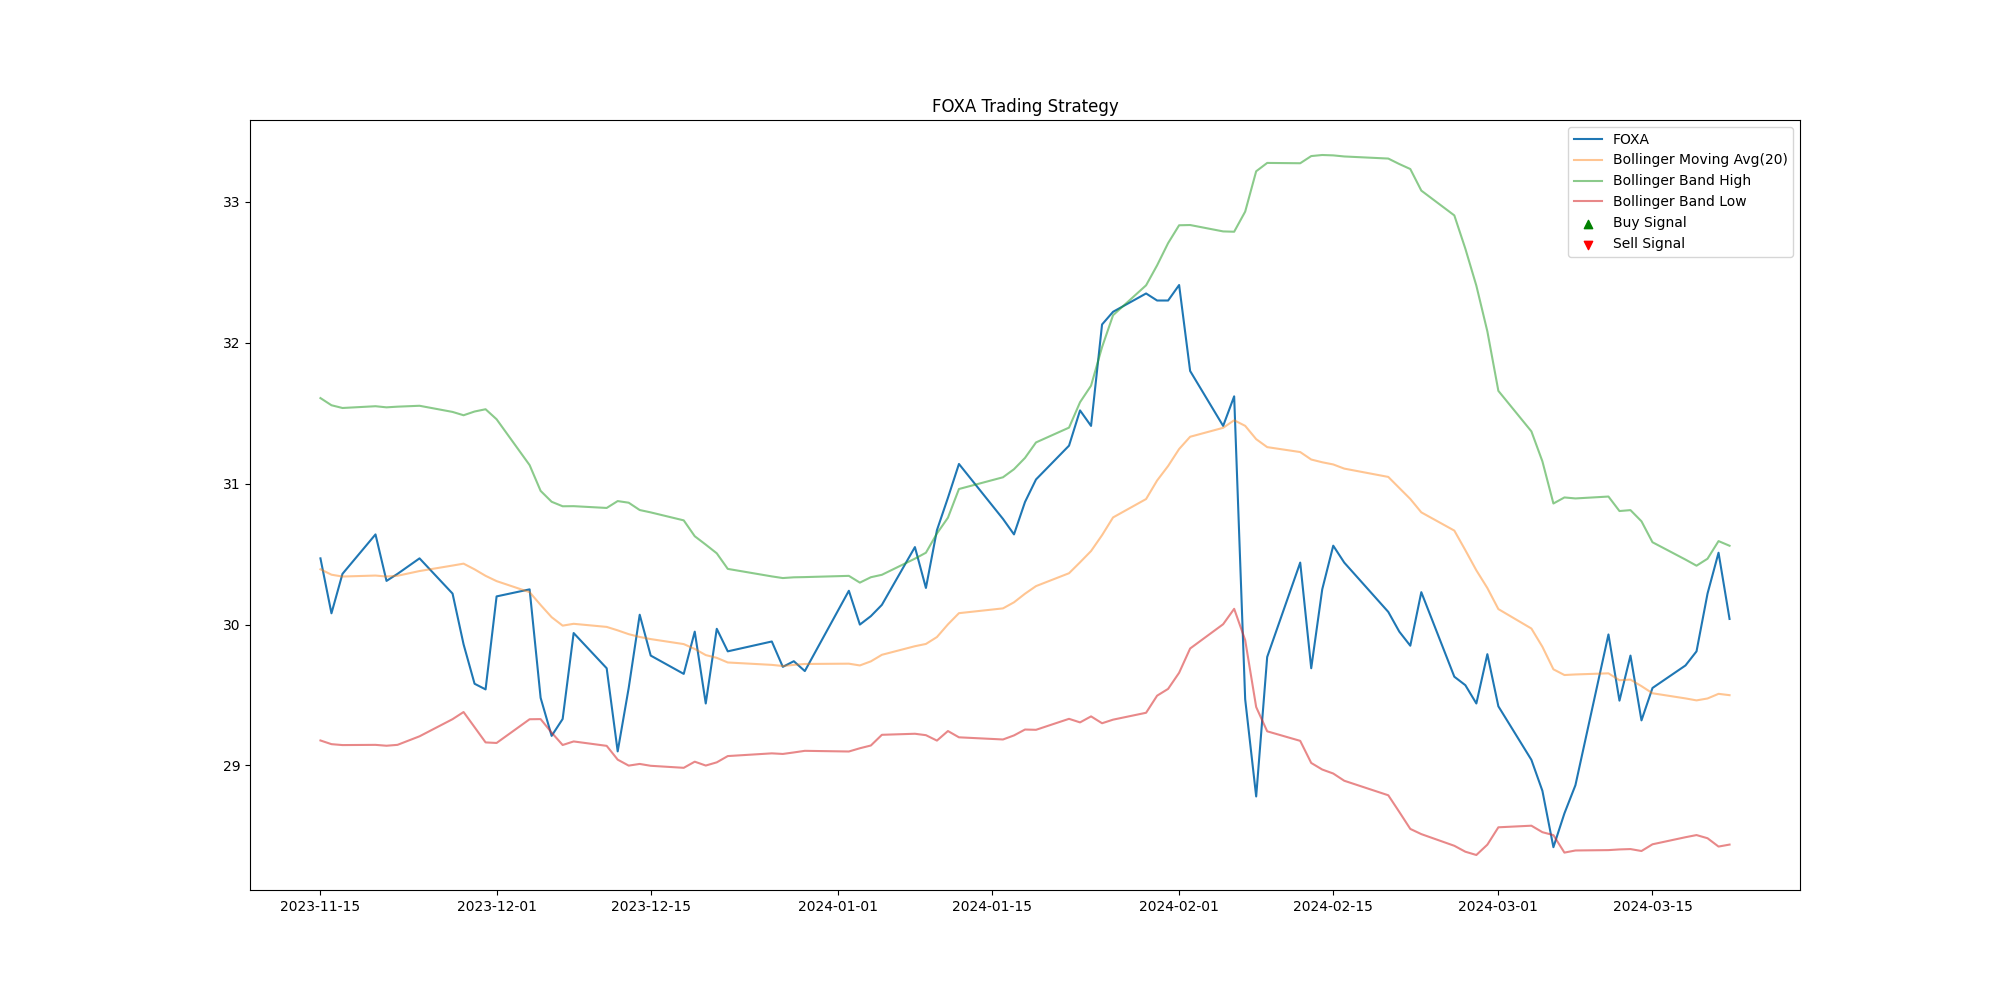 FOXA Trading Strategy
FOXA
Bollinger Moving Avg(20)
Bollinger Band High
Bollinger Band Low
Buy Signal
Sell Signal
33
32
31
30
29
2023-11-15 2023-12-01 2023-12-15 2024-01-01 2024-01-15 2024-02-01 2024-02-15 2024-03-01 2024-03-15